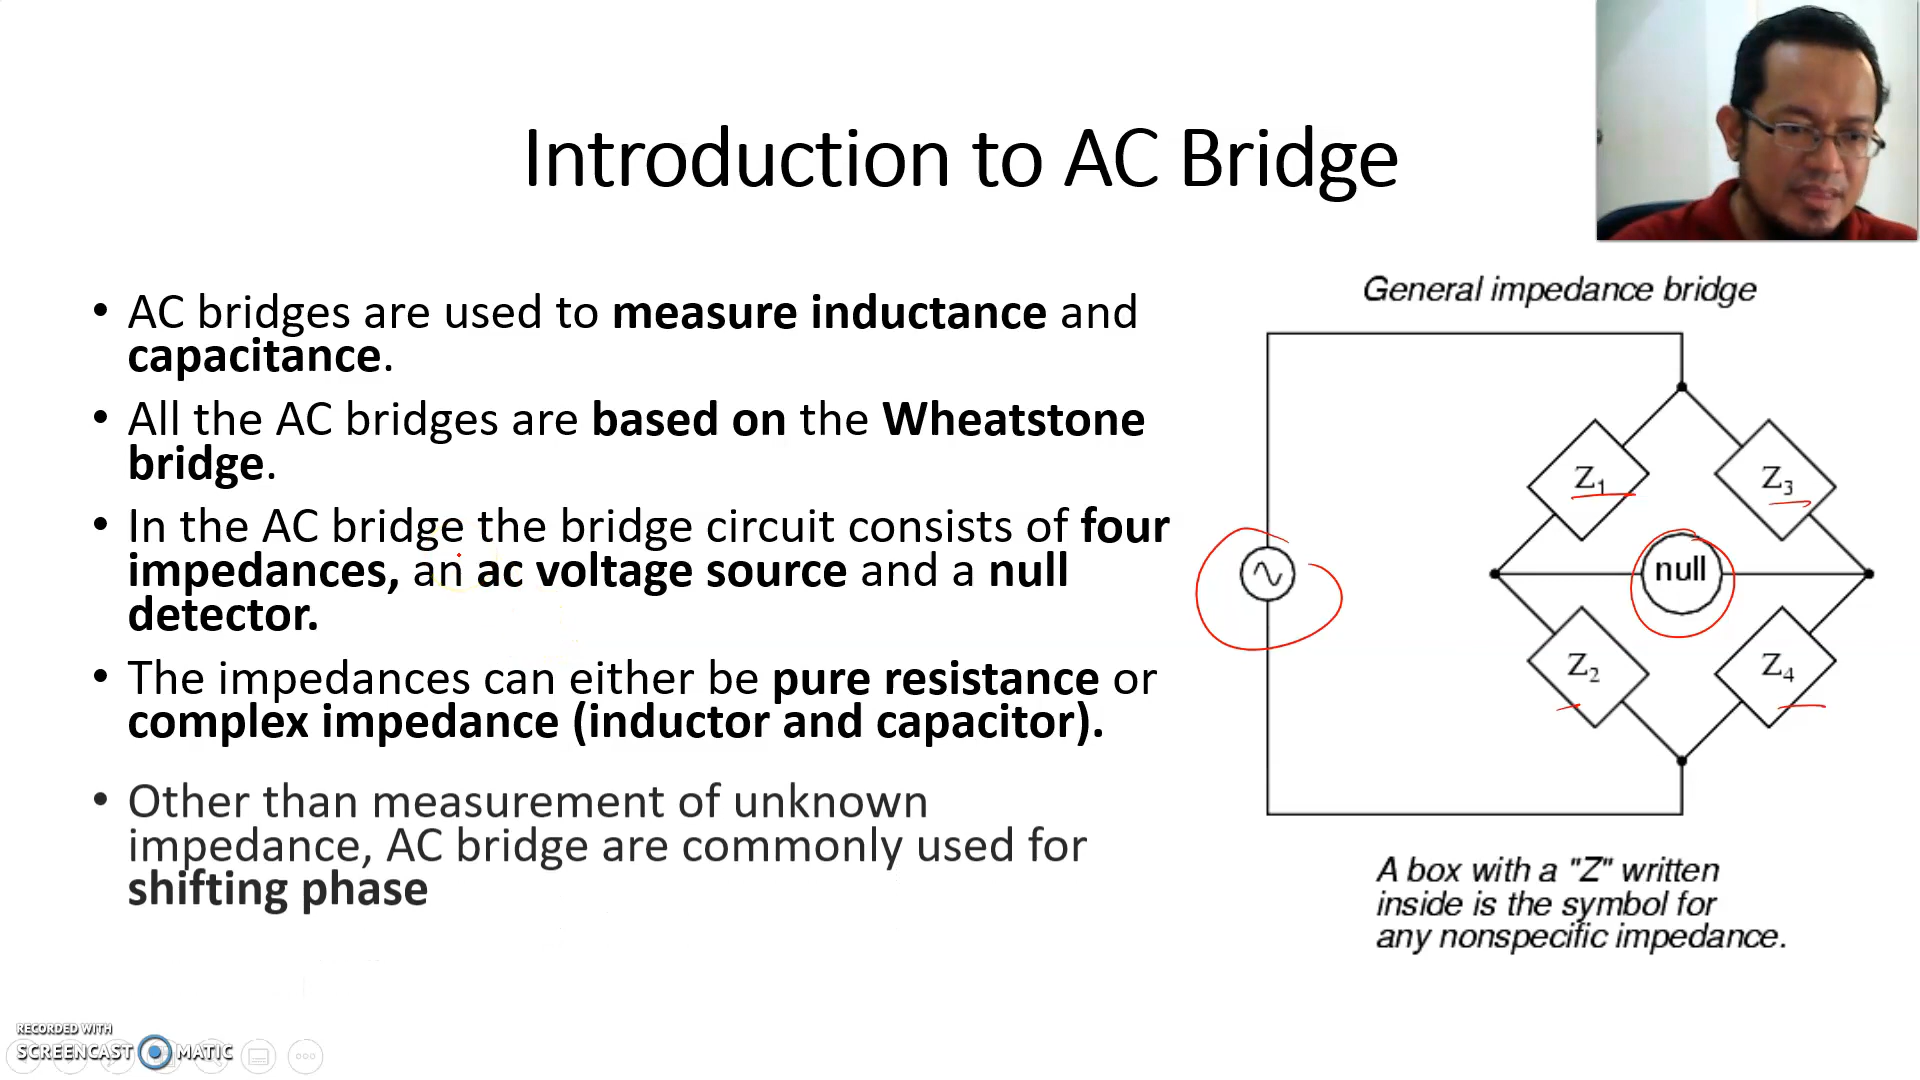 Introduction to AC Bridge
• AC bridges are used to measure inductance and
capacitance.
• All the AC bridges are based on the Wheatstone
bridge.
• In the AC bridge the bridge circuit consists of four
impedances, an ac voltage source and a null
detector.
• The impedances can either be pure resistance or
complex impedance (inductor and capacitor).
• Other than measurement of unknown
impedance, AC bridge are commonly used for
shifting phase
General impedance bridge
Z1
Z3
null
Z2
Z4
A box with a "Z" written
inside is the symbol for
any nonspecific impedance.
RECORDED WITH
SCREENCAST MATIC